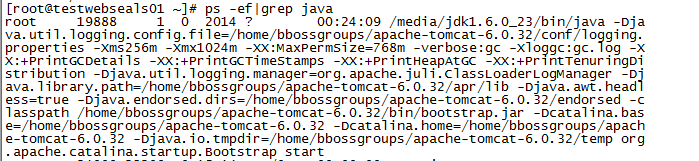 [root@testwebseals01 ~]# ps -ef|grep java
root     19888     1  0  2014 ?        00:24:09 /media/jdk1.6.0_23/bin/java -Dja
va.util.logging.config.file=/home/bbossgroups/apache-tomcat-6.0.32/conf/logging.
properties -Xms256m -Xmx1024m -XX:MaxPermSize=768m -verbose:gc -Xloggc:gc.log -X
X:+PrintGCDetails -XX:+PrintGCTimeStamps -XX:+PrintHeapAtGC -XX:+PrintTenuringDi
stribution -Djava.util.logging.manager=org.apache.juli.ClassLoaderLogManager -Dj
ava.library.path=/home/bbossgroups/apache-tomcat-6.0.32/apr/lib -Djava.awt.headl
ess=true -Djava.endorsed.dirs=/home/bbossgroups/apache-tomcat-6.0.32/endorsed -c
lasspath /home/bbossgroups/apache-tomcat-6.0.32/bin/bootstrap.jar -Dcatalina.bas
e=/home/bbossgroups/apache-tomcat-6.0.32 -Dcatalina.home=/home/bbossgroups/apach
e-tomcat-6.0.32 -Djava.io.tmpdir=/home/bbossgroups/apache-tomcat-6.0.32/temp org
.apache.catalina.startup.Bootstrap start